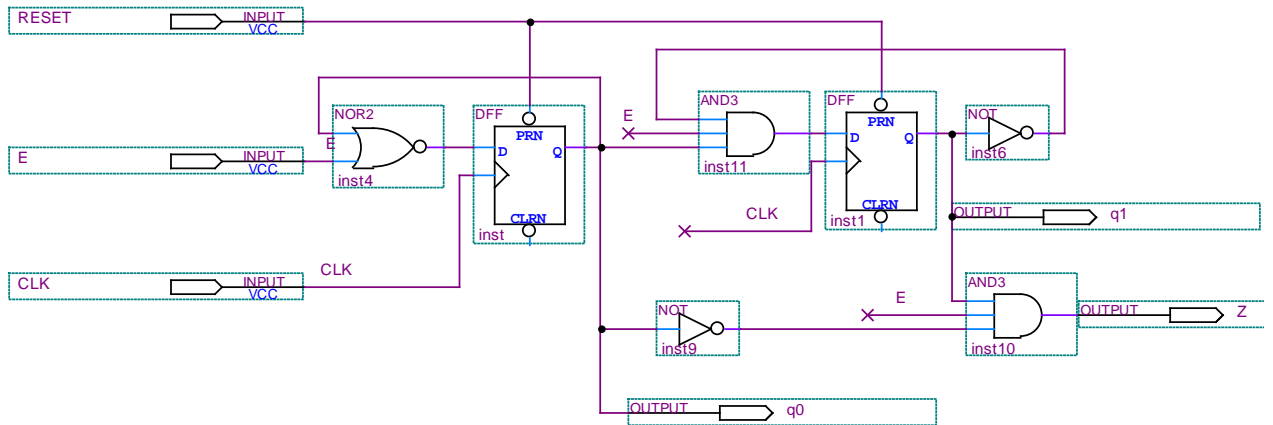 RESET
INPUT
VCC
NOR2
E
inst4
DFF
PRN
D
Q
CLRN
inst
E
INPUT
VCC
CLK
INPUT
VCC
CLK
AND3
E
inst11
DFF
PRN
D
Q
CLRN
inst1
CLK
NOT
inst6
OUTPUT
q1
AND3
E
inst10
OUTPUT
Z
NOT
inst9
OUTPUT
q0